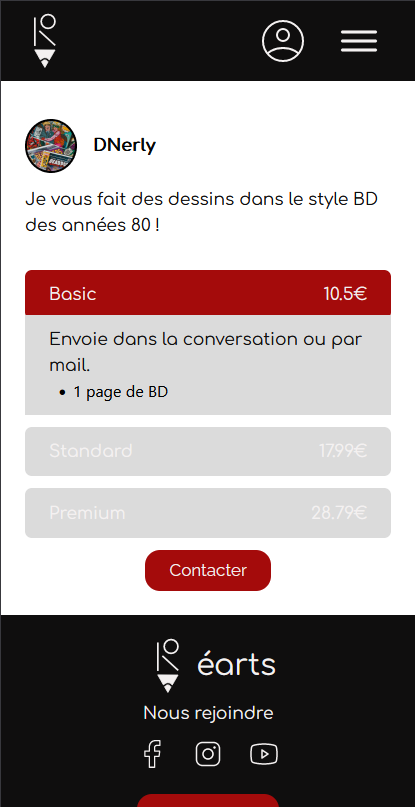 DNerly
Je vous fait des dessins dans le style BD
des années 80 !
Basic 10.5€
Envoie dans la conversation ou par
mail.
• 1 page de BD
Standard 17.99€
Premium 28.79€
Contacter
éarts
Nous rejoindre